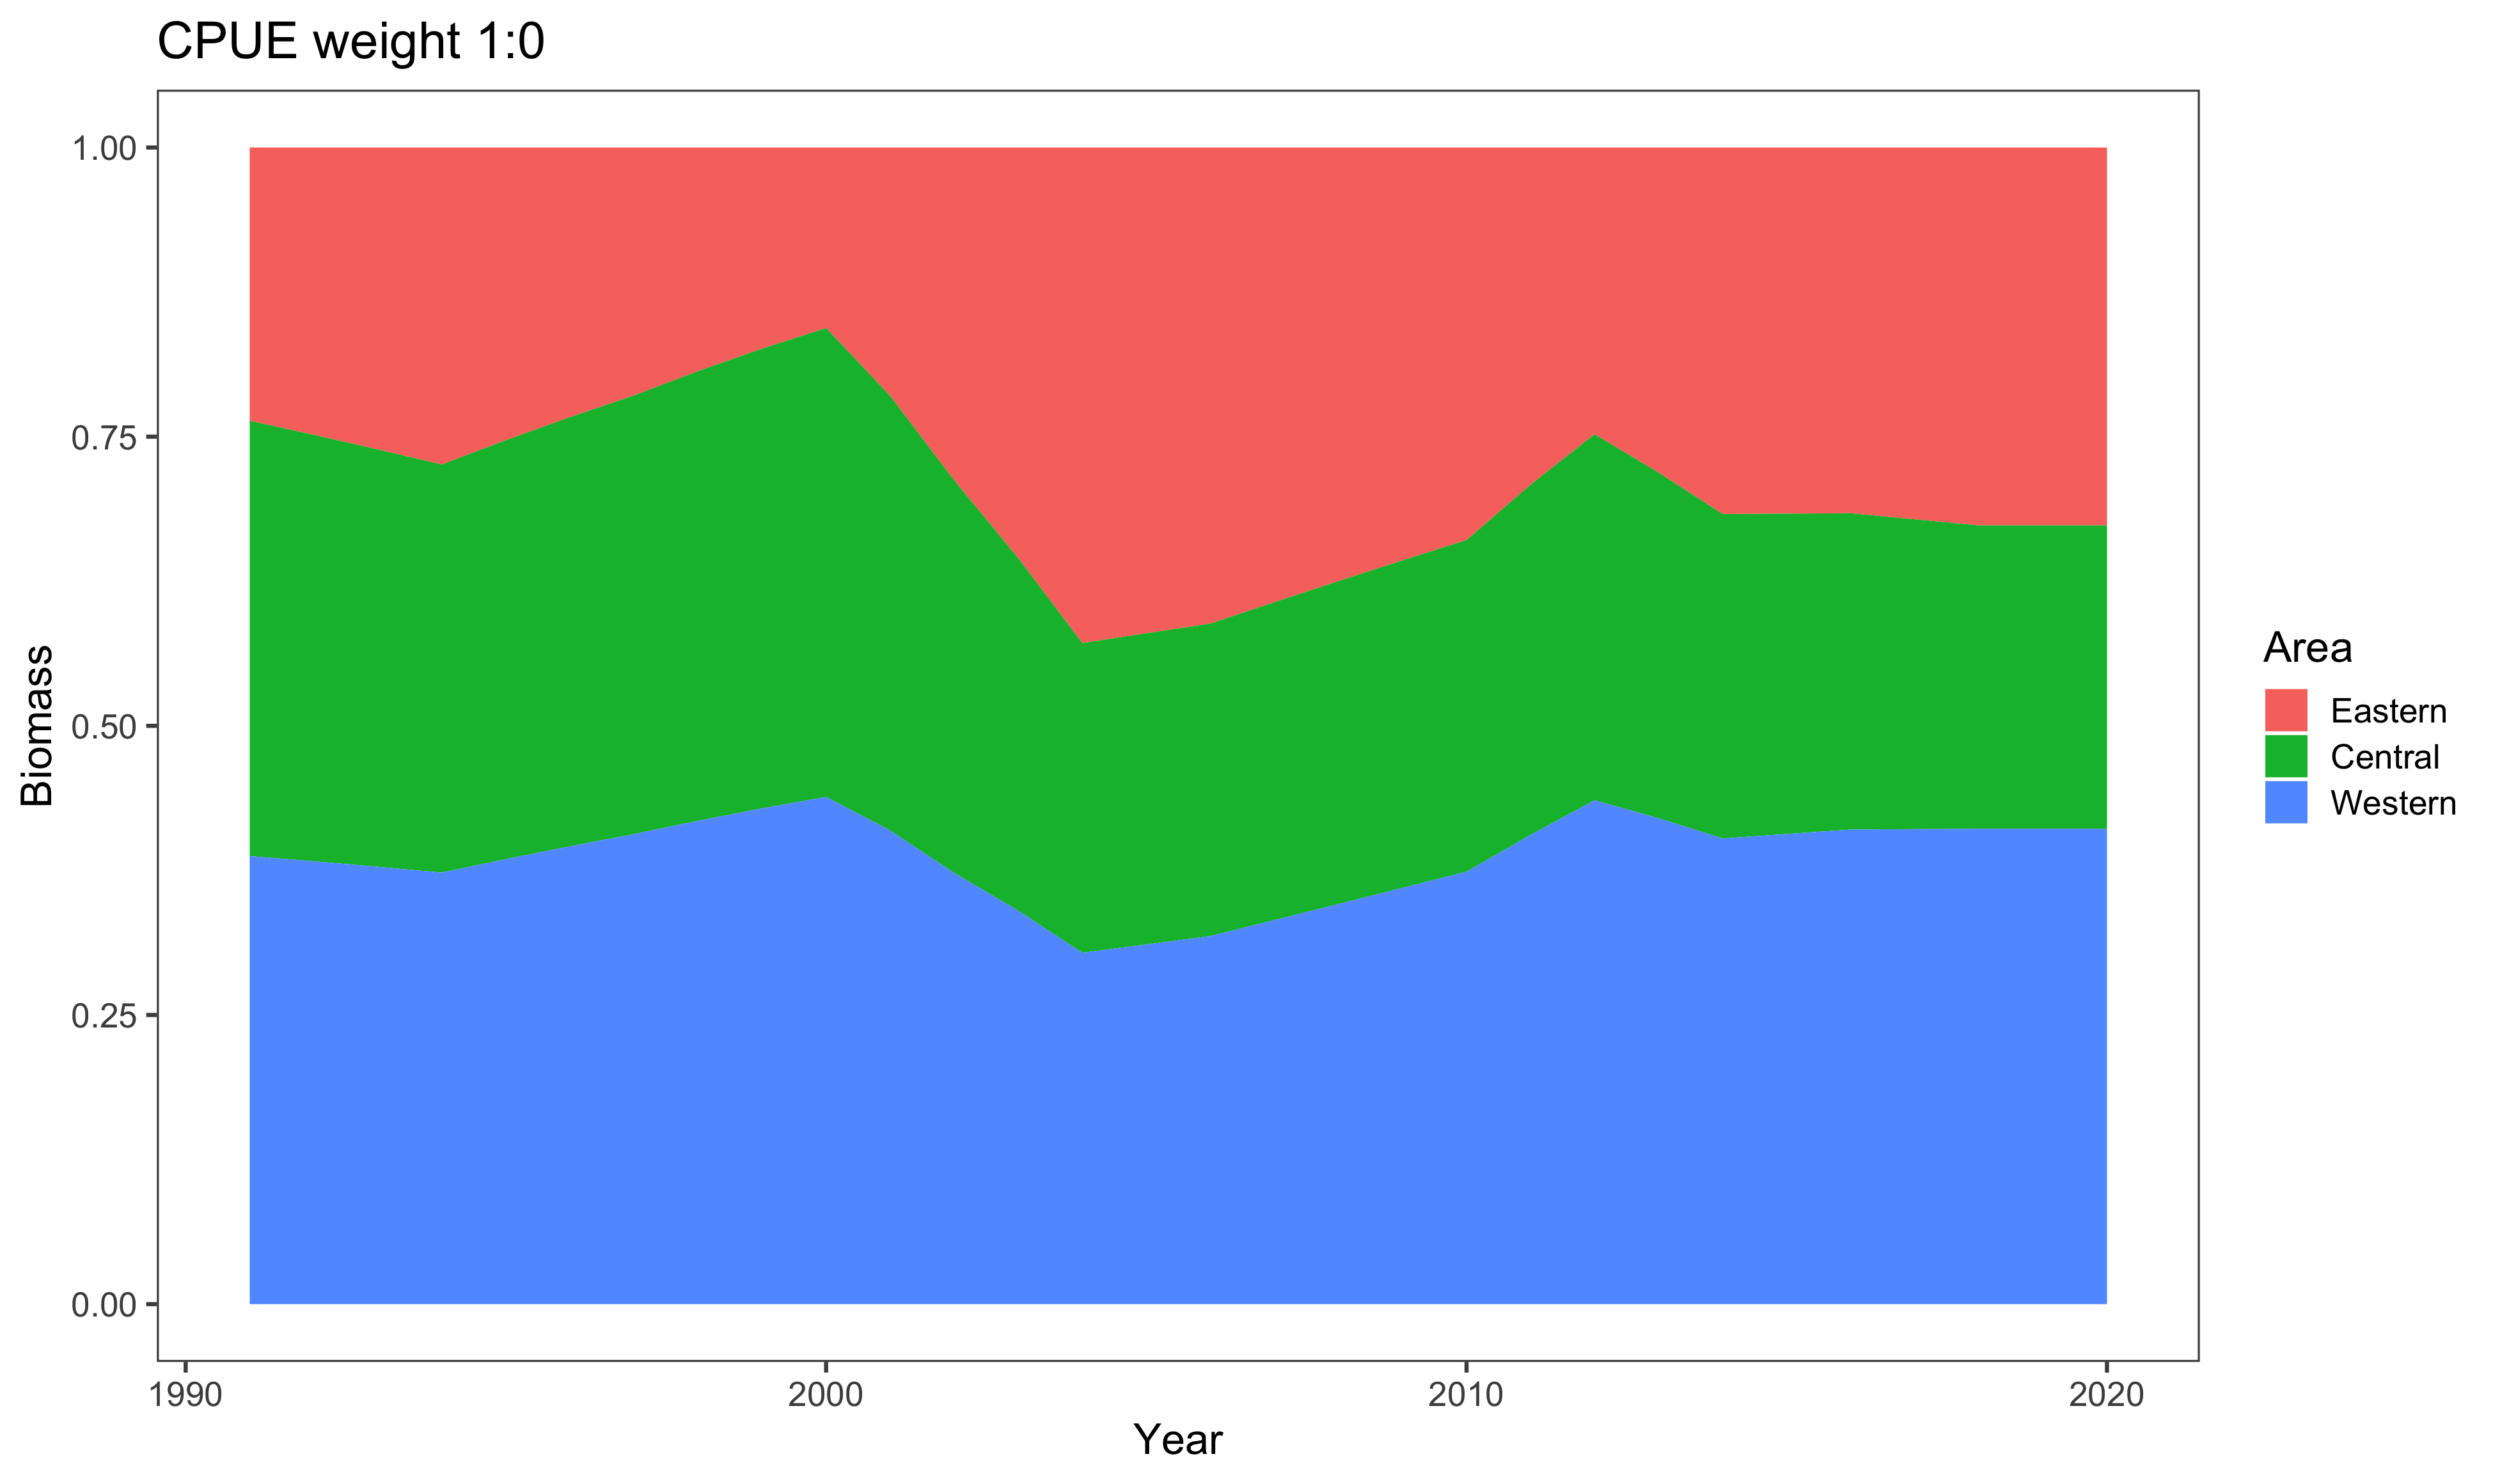 CPUE weight 1:0
1.00
0.75
0.50
0.25
0.00
Biomass
1990 2000 2010 2020
Year
Area
Eastern
Central
Western